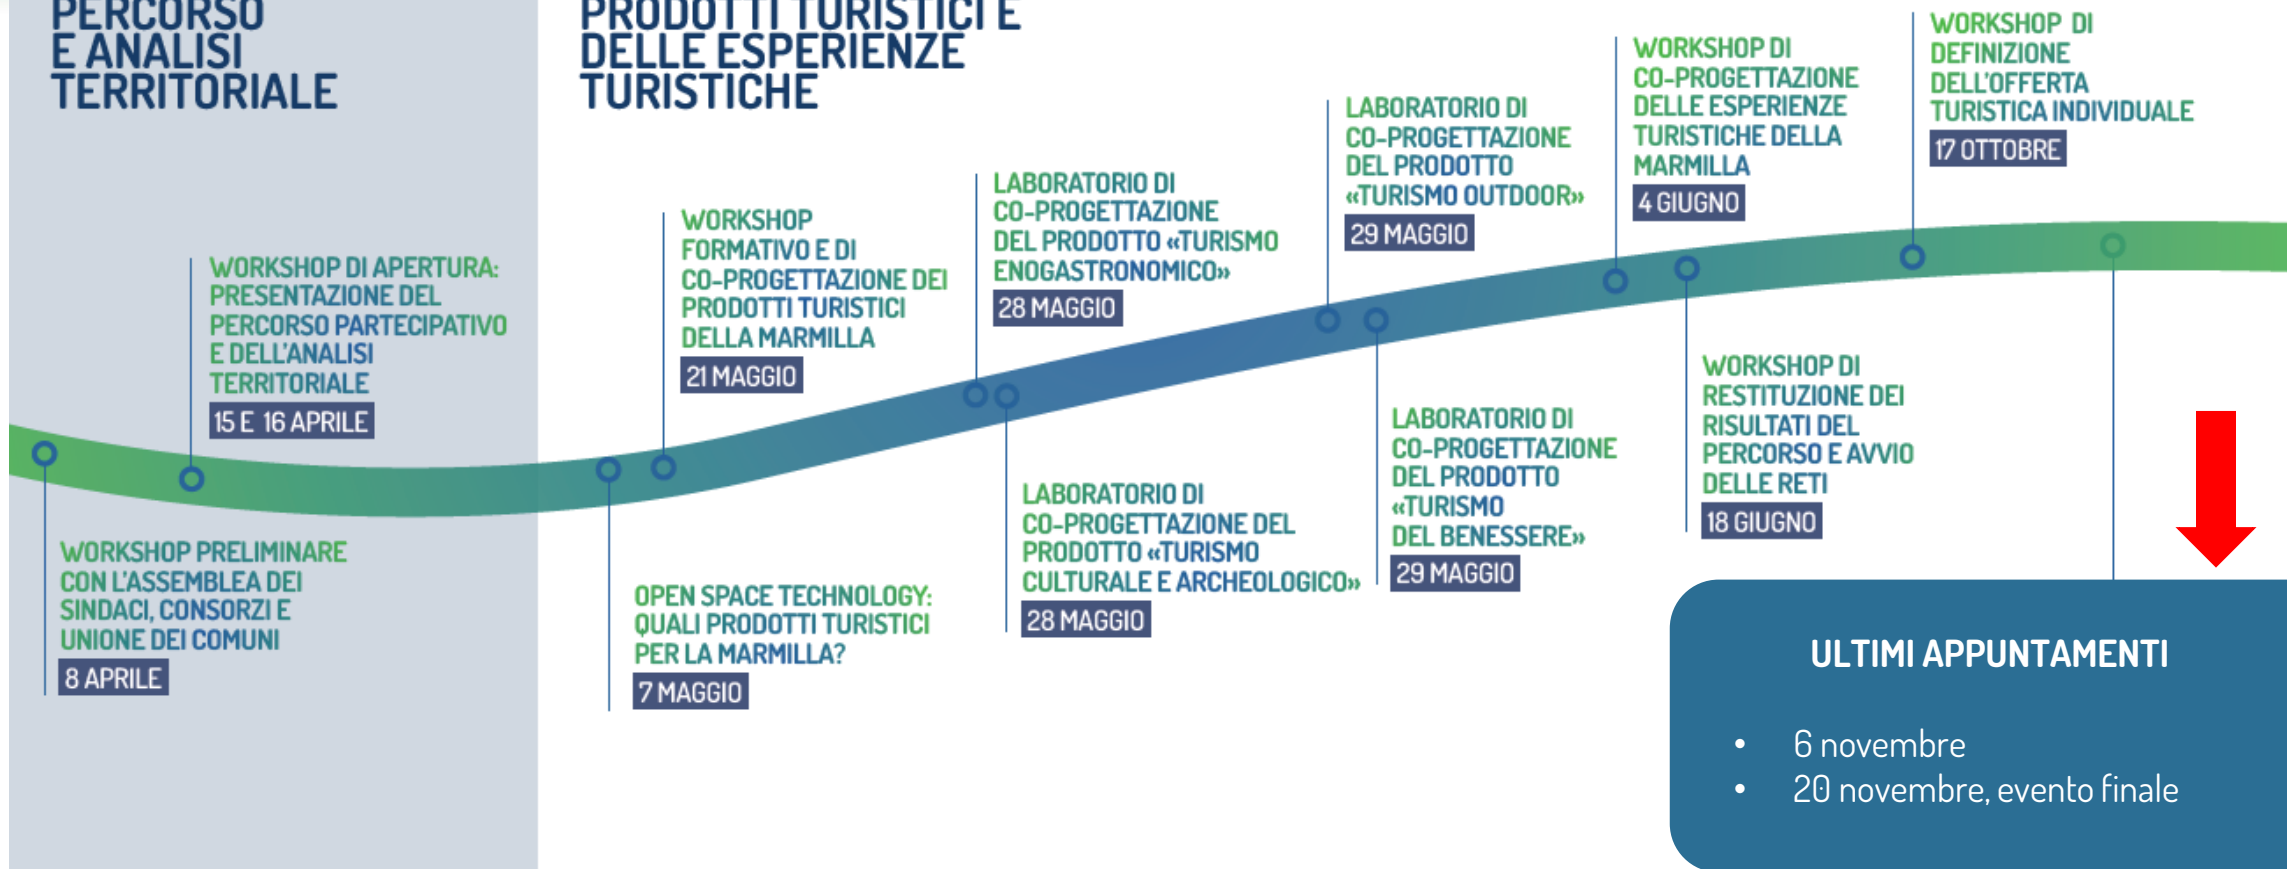 PERCORSO
E ANALISI
TERRITORIALE
PRODOTTI TURISTICI E
DELLE ESPERIENZE
TURISTICHE
WORKSHOP PRELIMINARE
CON L'ASSEMBLEA DEI
SINDACI, CONSORZI E
UNIONE DEI COMUNI
8 APRILE
WORKSHOP DI APERTURA:
PRESENTAZIONE DEL
PERCORSO PARTECIPATIVO
E DELL'ANALISI
TERRITORIALE
15 E 16 APRILE
OPEN SPACE TECHNOLOGY:
QUALI PRODOTTI TURISTICI
PER LA MARMILLA?
7 MAGGIO
WORKSHOP
FORMATIVO E DI
CO-PROGETTAZIONE DEI
PRODOTTI TURISTICI
DELLA MARMILLA
21 MAGGIO
LABORATORIO DI
CO-PROGETTAZIONE
DEL PRODOTTO «TURISMO
ENOGASTRONOMICO»
28 MAGGIO
LABORATORIO DI
CO-PROGETTAZIONE DEL
PRODOTTO «TURISMO
CULTURALE E ARCHEOLOGICO»
28 MAGGIO
LABORATORIO DI
CO-PROGETTAZIONE
DEL PRODOTTO
«TURISMO OUTDOOR»
29 MAGGIO
LABORATORIO DI
CO-PROGETTAZIONE
DEL PRODOTTO
«TURISMO
DEL BENESSERE»
29 MAGGIO
WORKSHOP DI
CO-PROGETTAZIONE
DELLE ESPERIENZE
TURISTICHE DELLA
MARMILLA
4 GIUGNO
WORKSHOP DI
RESTITUZIONE DEI
RISULTATI DEL
PERCORSO E AVVIO
DELLE RETI
18 GIUGNO
WORKSHOP DI
DEFINIZIONE
DELL'OFFERTA
TURISTICA INDIVIDUALE
17 OTTOBRE
ULTIMI APPUNTAMENTI
• 6 novembre
• 20 novembre, evento finale